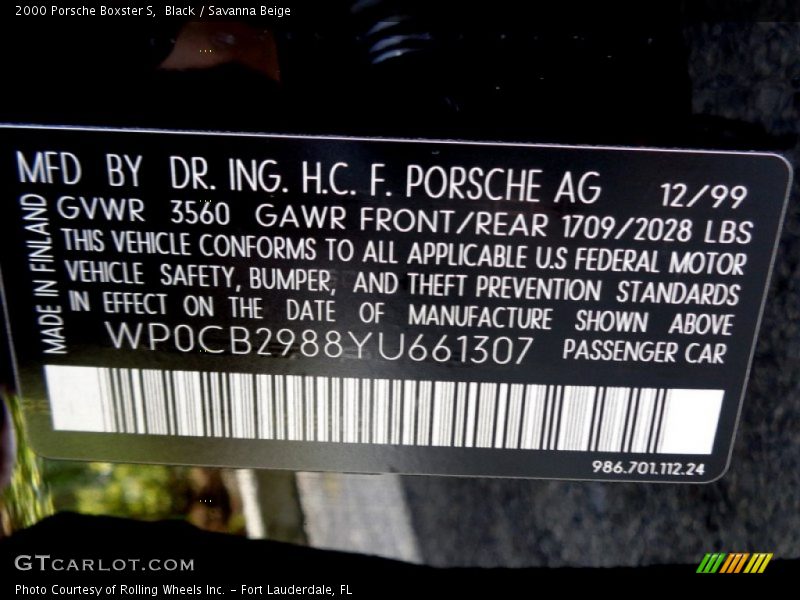 2000 Porsche Boxster S,  Black / Savanna Beige
MFD BY DR. ING. H.C. F. PORSCHE AG 12/99
GVWR 3560 GAWR FRONT/REAR 1709/2028 LBS
THIS VEHICLE CONFORMS TO ALL APPLICABLE U.S FEDERAL MOTOR
VEHICLE SAFETY, BUMPER, AND THEFT PREVENTION STANDARDS
IN EFFECT ON THE DATE OF MANUFACTURE SHOWN ABOVE
WP0CB2988YU661307 PASSENGER CAR
MADE IN FINLAND
986.701.112.24
GTCARLOT.COM
Photo Courtesy of Rolling Wheels Inc. – Fort Lauderdale, FL